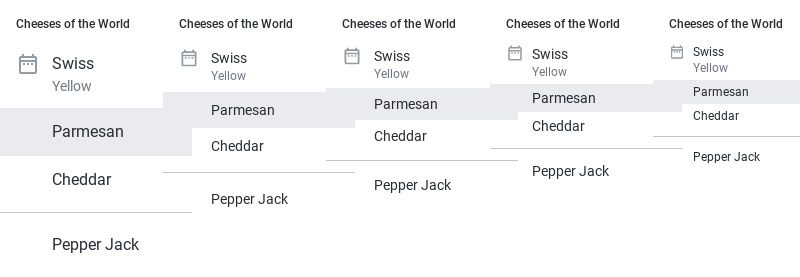 Cheeses of the World
Swiss
Yellow
Parmesan
Cheddar
Pepper Jack
Cheeses of the World
Swiss
Yellow
Parmesan
Cheddar
Pepper Jack
Cheeses of the World
Swiss
Yellow
Parmesan
Cheddar
Pepper Jack
Cheeses of the World
Swiss
Yellow
Parmesan
Cheddar
Pepper Jack
Cheeses of the World
Swiss
Yellow
Parmesan
Cheddar
Pepper Jack